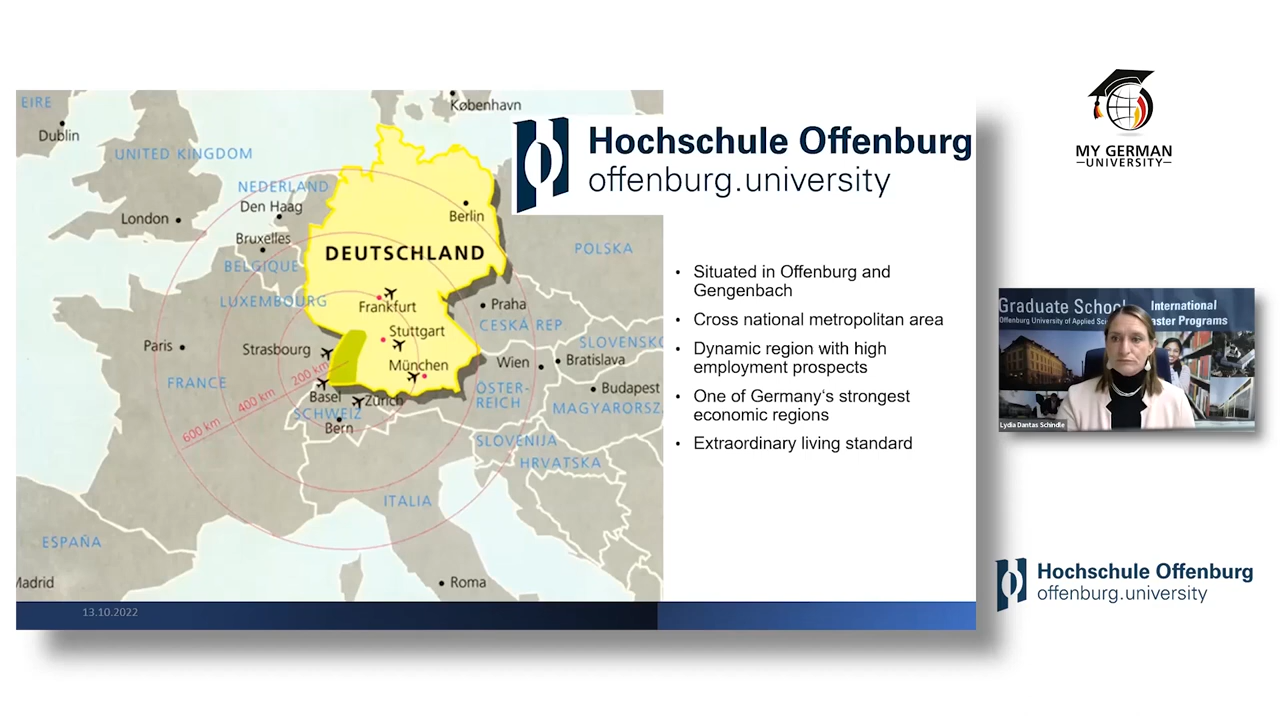 EIRE
Dublin
UNITED KINGDOM
London
København
NEDERLAND
Den Haag
Bruxelles
BELGIQUE
LUXEMBOURG
Paris
FRANCE
Strasbourg
Berlin
DEUTSCHLAND
Frankfurt
Stuttgart
München
POLSKA
Praha
CESKA REP.
SLOVENSKO
Wien
Bratislava
Budapest
ÖSTER-
REICH
MAGYARORSZ
Basel
Zürich
SCHWEIZ
Bern
200 km
400 km
600 km
SLOVENIJA
HRVATSKA
ITALIA
ESPAÑA
Madrid
Roma
13.10.2022
Hochschule Offenburg
offenburg.university
• Situated in Offenburg and
Gengenbach
• Cross national metropolitan area
• Dynamic region with high
employment prospects
• One of Germany‘s strongest
economic regions
• Extraordinary living standard
MY GERMAN
UNIVERSITY
Graduate School
Offenburg University of Applied Sci
International
aster Programs
Lydia Dantas Schindle
Hochschule Offenburg
offenburg.university